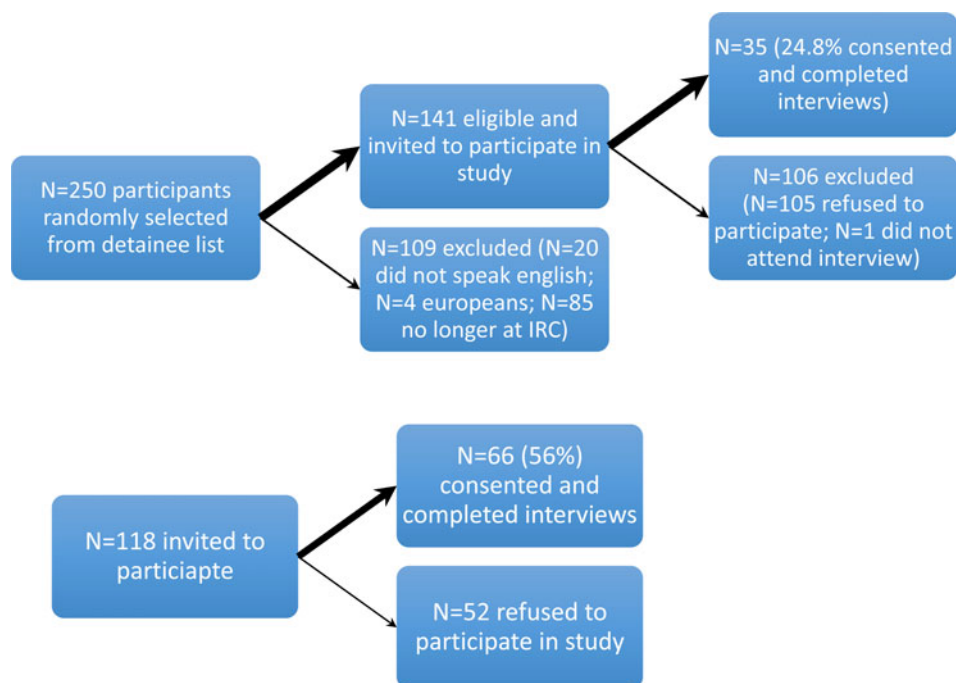 N=250 participants
randomly selected
from detainee list
N=141 eligible and
invited to participate in
study
N=109 excluded (N=20
did not speak english;
N=4 europeans; N=85
no longer at IRC)
N=35 (24.8% consented
and completed
interviews)
N=106 excluded
(N=105 refused to
participate; N=1 did not
attend interview)
N=118 invited to
particiapte
N=66 (56%)
consented and
completed interviews
N=52 refused to
participate in study